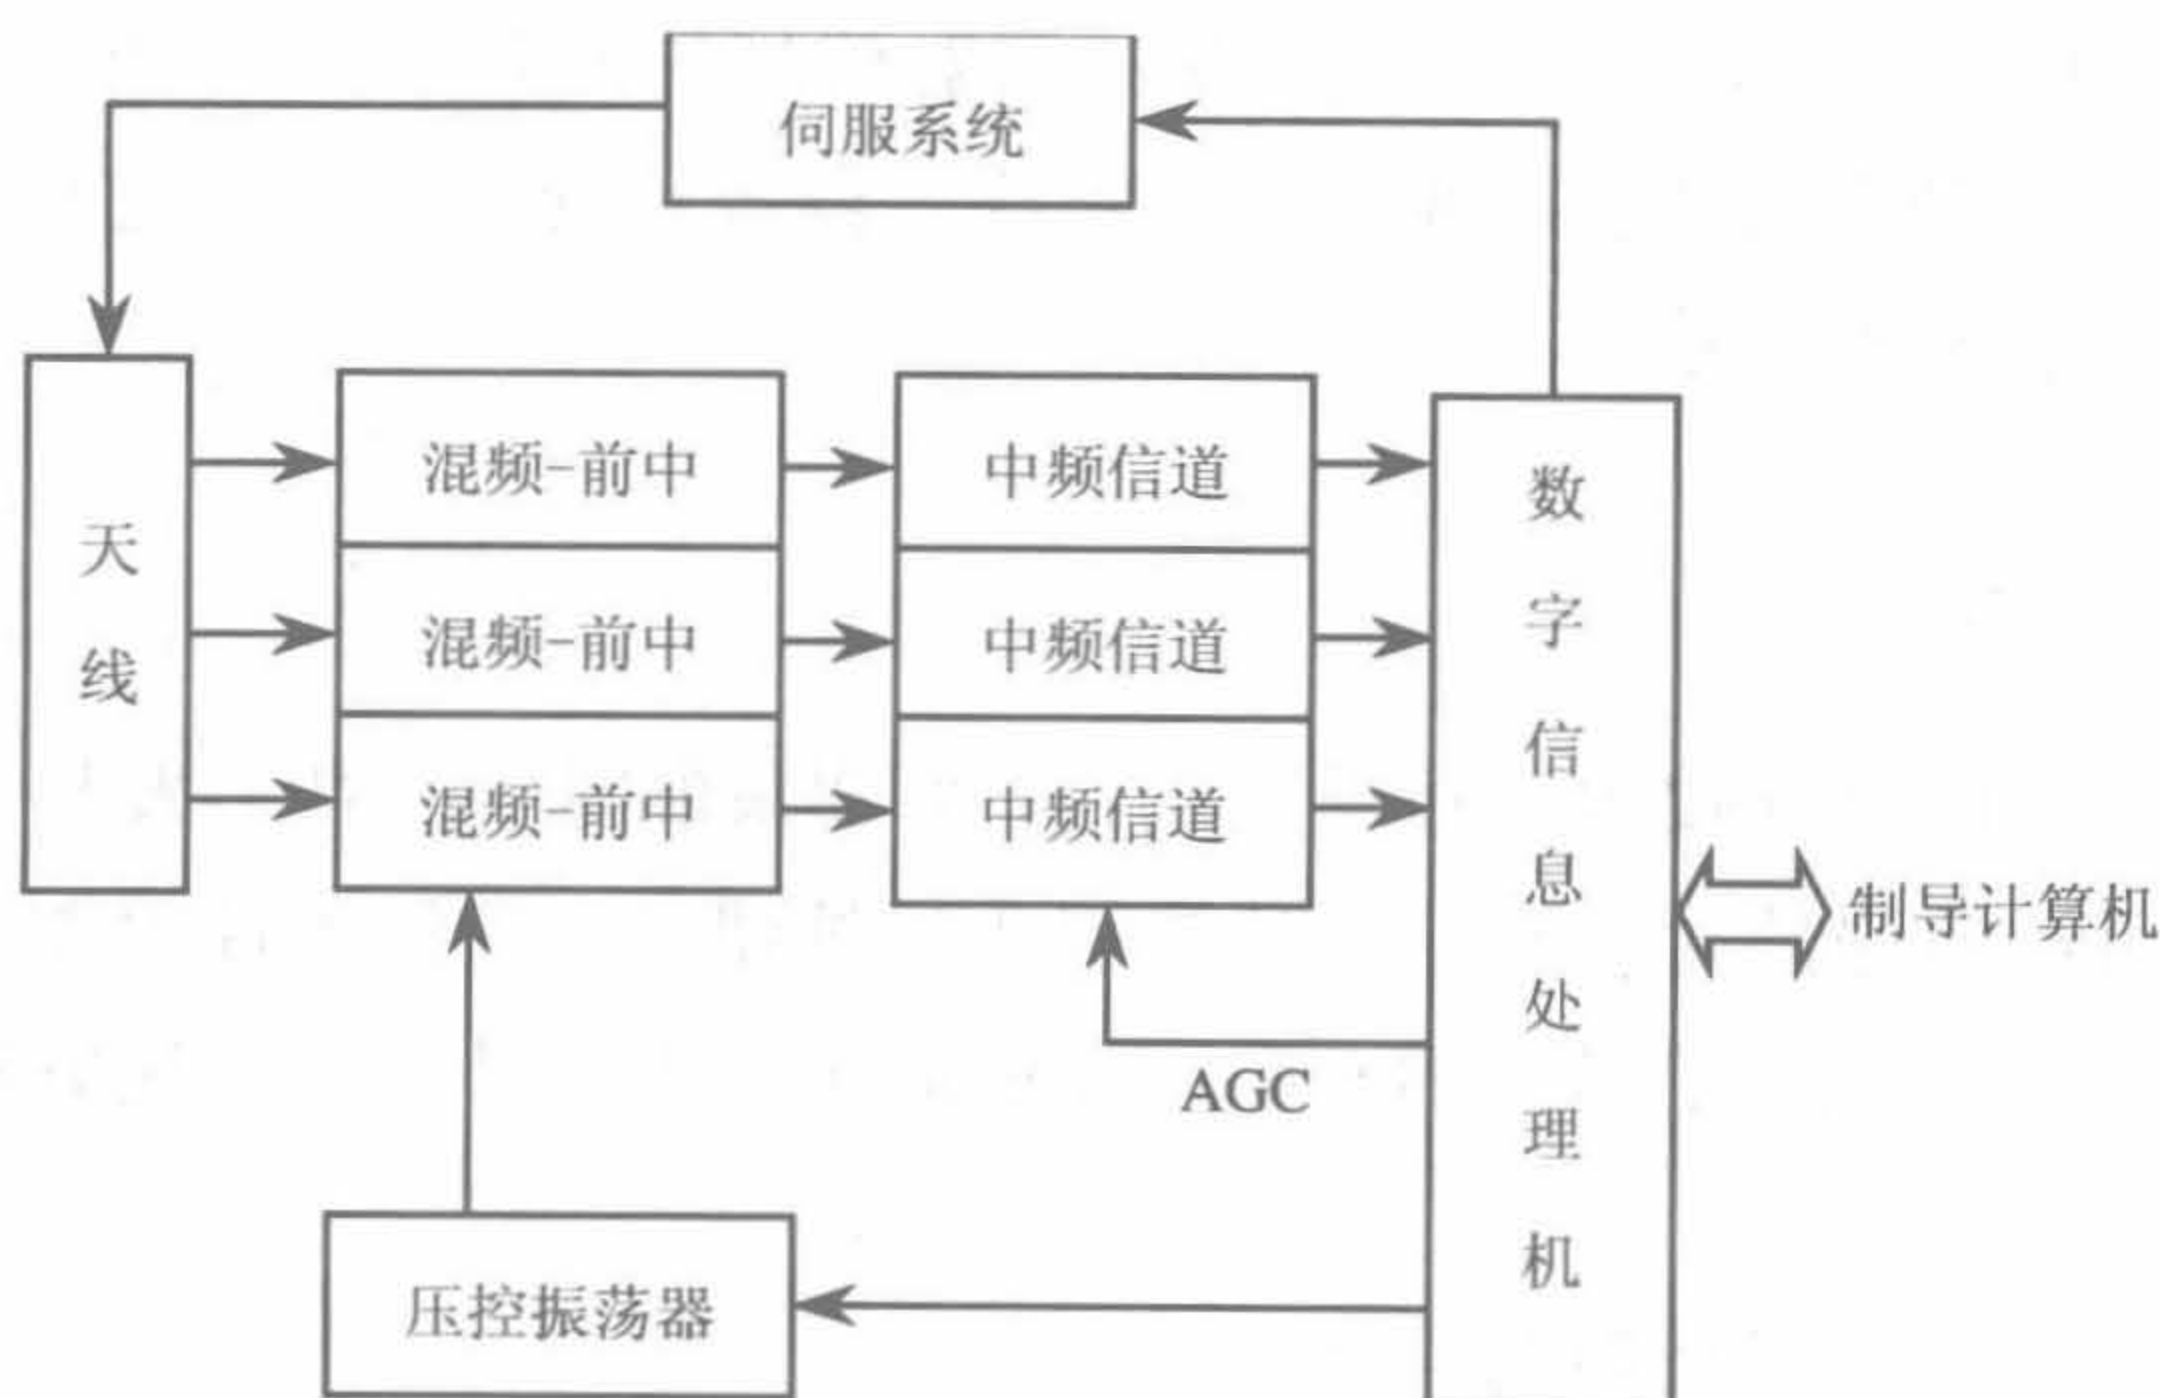 伺服系统
天线
混频-前中
中频信道
混频-前中
中频信道
混频-前中
中频信道
数字信息处理机
制导计算机
AGC
压控振荡器